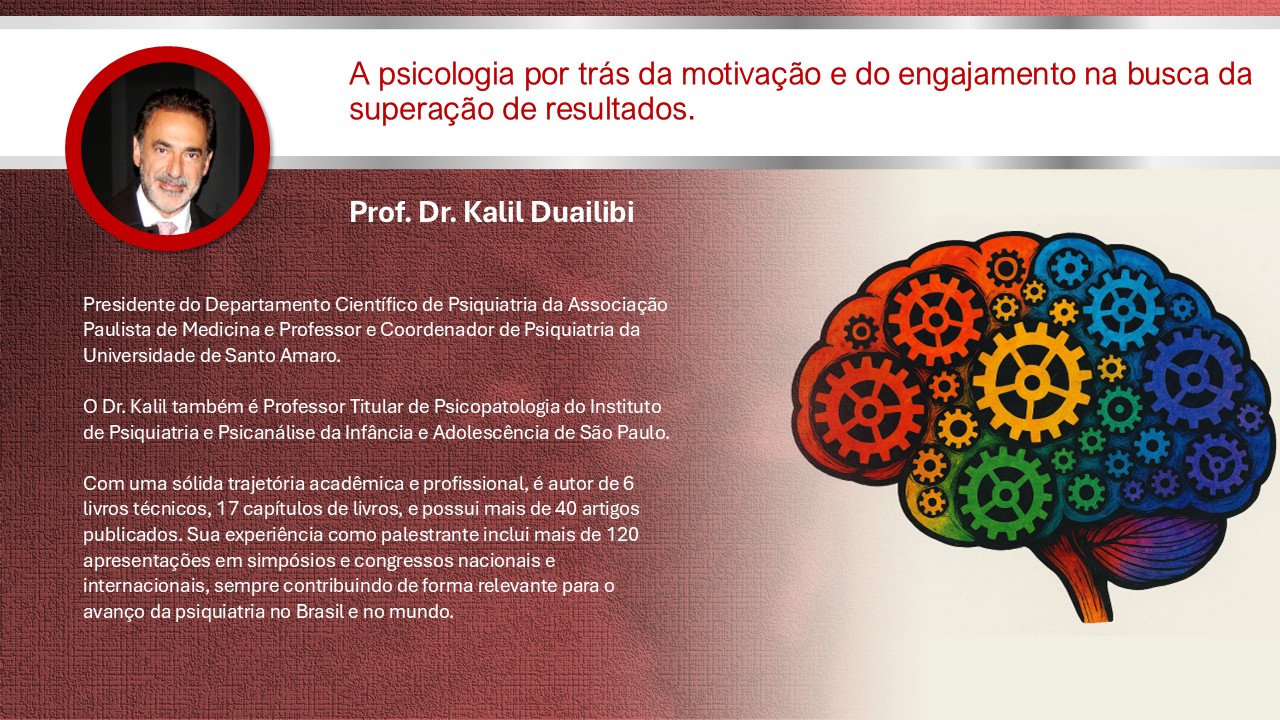 A psicologia por trás da motivação e do engajamento na busca da
superação de resultados.
Prof. Dr. Kalil Duailibi
Presidente do Departamento Científico de Psiquiatria da Associação
Paulista de Medicina e Professor e Coordenador de Psiquiatria da
Universidade de Santo Amaro.
O Dr. Kalil também é Professor Titular de Psicopatologia do Instituto
de Psiquiatria e Psicanálise da Infância e Adolescência de São Paulo.
Com uma sólida trajetória acadêmica e profissional, é autor de 6
livros técnicos, 17 capítulos de livros, e possui mais de 40 artigos
publicados. Sua experiência como palestrante inclui mais de 120
apresentações em simpósios e congressos nacionais e
internacionais, sempre contribuindo de forma relevante para o
avanço da psiquiatria no Brasil e no mundo.